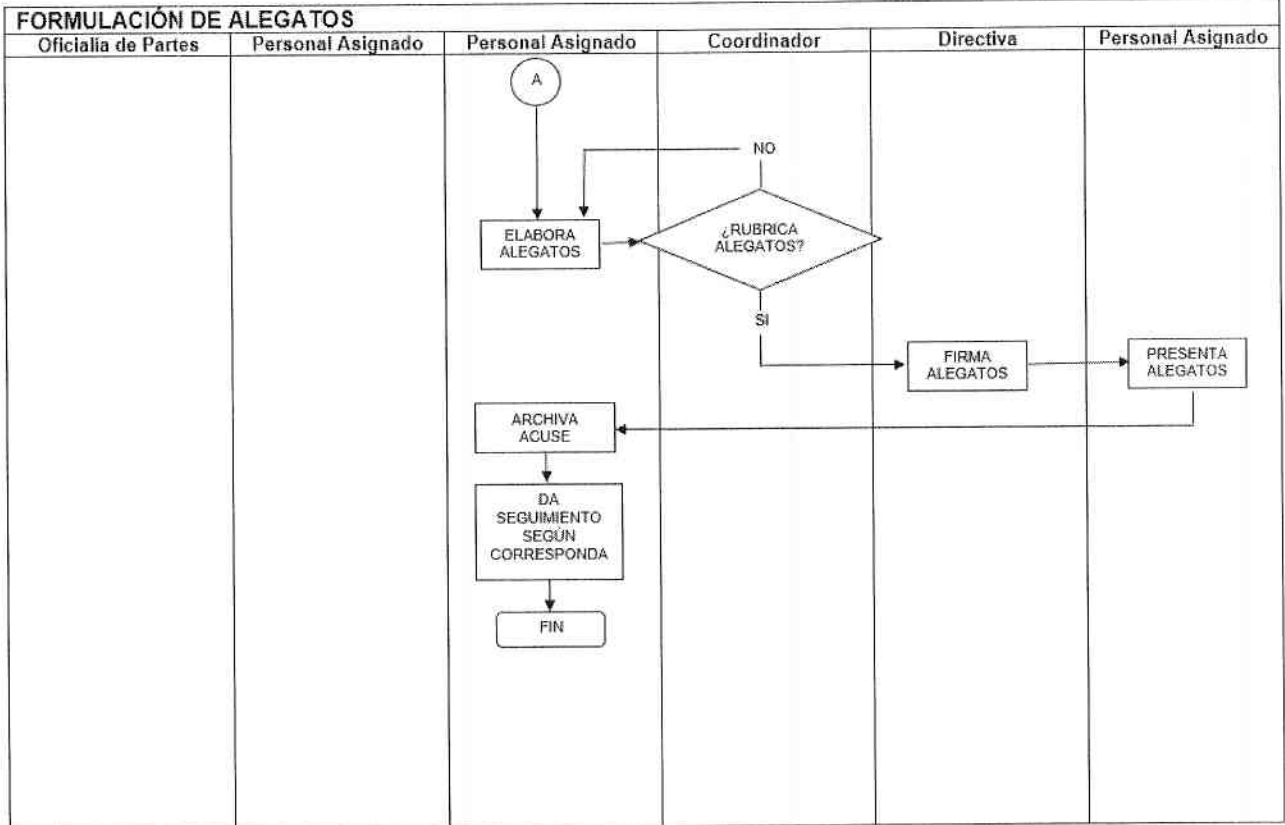 FORMULACIÓN DE ALEGATOS
Oficialía de Partes
Personal Asignado
Personal Asignado
Coordinador
Directiva
Personal Asignado
A
NO
ELABORA
ALEGATOS
¿RUBRICA
ALEGATOS?
SI
FIRMA
ALEGATOS
PRESENTA
ALEGATOS
ARCHIVA
ACUSE
DA
SEGUIMIENTO
SEGÚN
CORRESPONDA
FIN